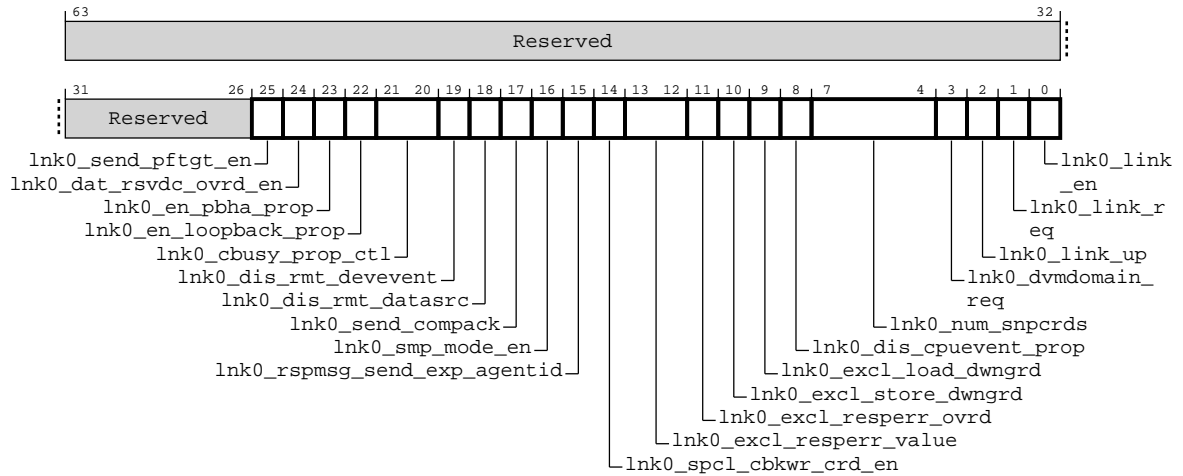 63 32
Reserved
31 26 25 24 23 22 21 20 19 18 17 16 15 14 13 12 11 10 9 8 7 4 3 2 1 0
Reserved
lnk0_send_pftgt_en
lnk0_dat_rsvdc_ovrd_en
lnk0_en_pbha_prop
lnk0_en_loopback_prop
lnk0_cbusy_prop_ctl
lnk0_dis_rmt_devevent
lnk0_dis_rmt_datasrc
lnk0_send_compack
lnk0_smp_mode_en
lnk0_rspmsg_send_exp_agentid
lnk0_link
_en
lnk0_link_r
eq
lnk0_link_up
lnk0_dvmdomain_
req
lnk0_num_snpcrds
lnk0_dis_cpuevent_prop
lnk0_excl_load_dwngrd
lnk0_excl_store_dwngrd
lnk0_excl_resperr_ovrd
lnk0_excl_resperr_value
lnk0_spcl_cbkwr_crd_en